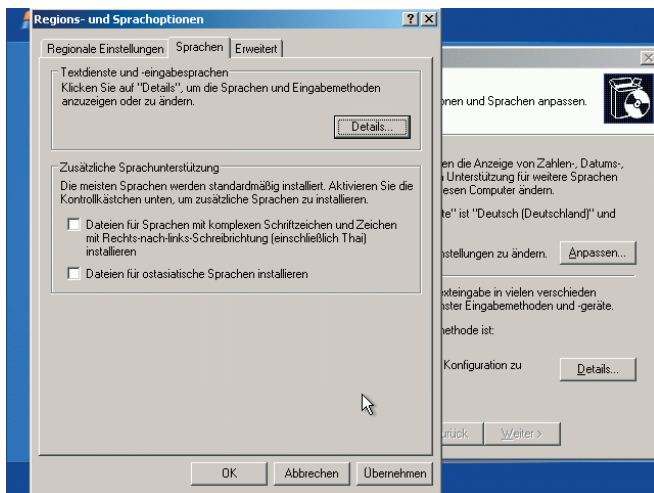 Regions- und Sprachoptionen
Regionale Einstellungen Sprachen Erweitert
Textdienste und -eingabesprachen
Klicken Sie auf "Details", um die Sprachen und Eingabemethoden
anzuzeigen oder zu ändern.
Details...
Zusätzliche Sprachunterstützung
Die meisten Sprachen werden standardmäßig installiert. Aktivieren Sie die
Kontrollkästchen unten, um zusätzliche Sprachen zu installieren.
Dateien für Sprachen mit komplexen Schriftzeichen und Zeichen
mit Rechts-nach-links-Schreibrichtung (einschließlich Thai)
installieren
Dateien für ostasiatische Sprachen installieren
OK Abbrechen Übernehmen
onen und Sprachen anpassen.
en die Anzeige von Zahlen-, Datums-,
Unterstützung für weitere Sprachen
esen Computer ändern.
te" ist "Deutsch (Deutschland)" und
nstellungen zu ändern. Anpassen...
exteingabe in vielen verschieden
nster Eingabemethoden und -geräte.
nethode ist:
Konfiguration zu Details...
urück Weiter >